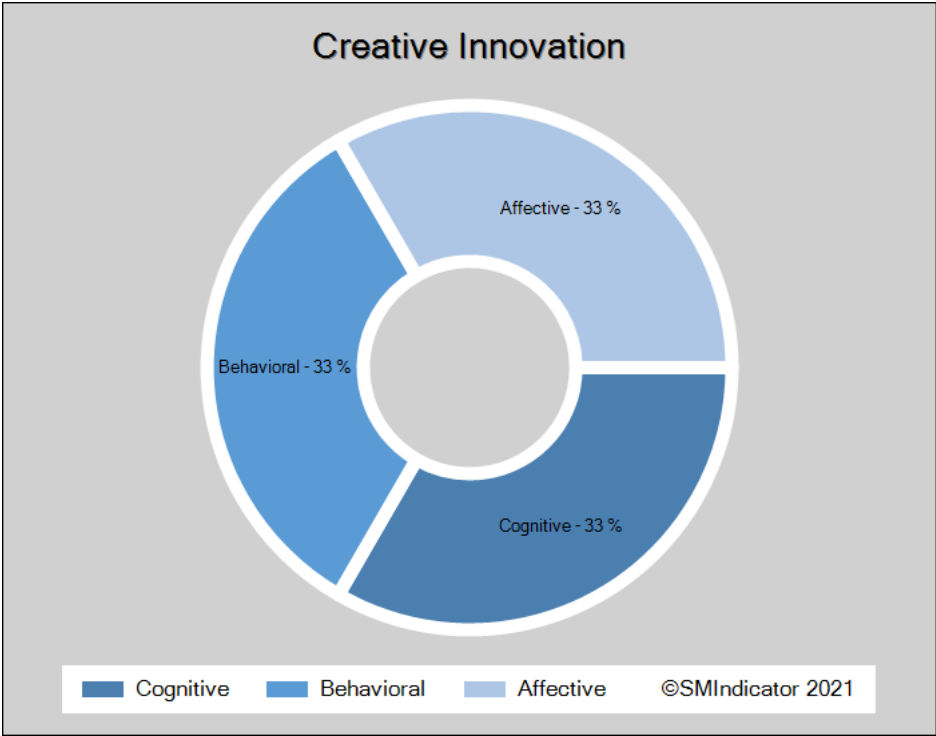 Creative Innovation
Affective - 33 %
Behavioral - 33 %
Cognitive - 33 %
Cognitive Behavioral Affective ©SMIndicator 2021